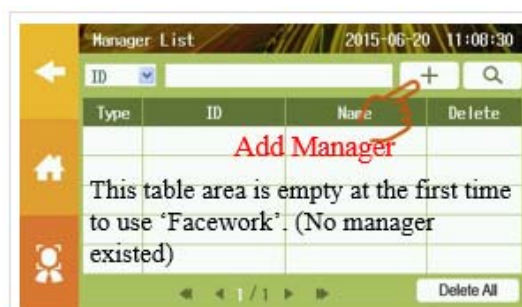 Manager List 2015-06-20 11:08:30
ID
Type ID Name Delete
Add Manager
This table area is empty at the first time
to use ‘Facework’. (No manager
existed)
1/1 Delete All